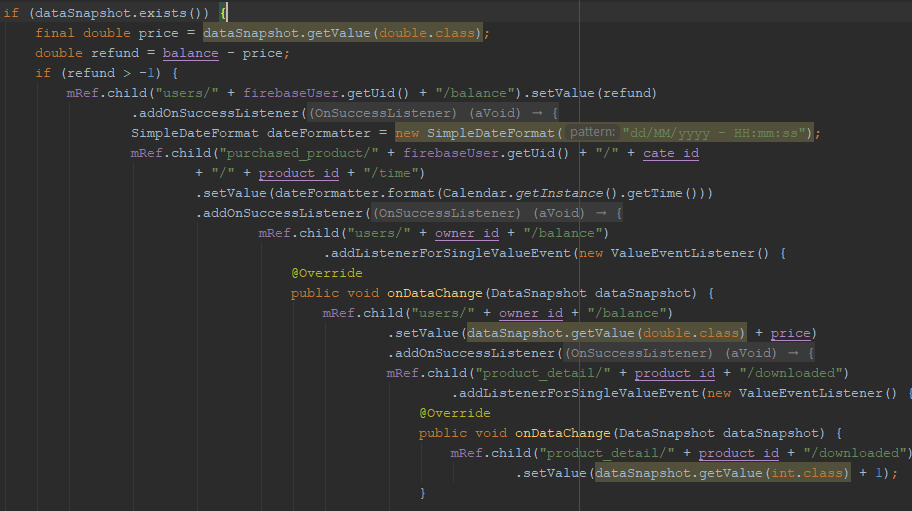 if (dataSnapshot.exists()) {
final double price = dataSnapshot.getValue(double.class);
double refund = balance - price;
if (refund > -1) {
mRef.child("users/" + firebaseUser.getUid() + "/balance").setValue(refund)
.addOnSuccessListener((OnSuccessListener) (aVoid) → {
SimpleDateFormat dateFormatter = new SimpleDateFormat( pattern: "dd/MM/yyyy - HH:mm:ss");
mRef.child("purchased_product/" + firebaseUser.getUid() + "/" + cate_id
+ "/" + product_id + "/time")
.setValue(dateFormatter.format(Calendar.getInstance().getTime()))
.addOnSuccessListener((OnSuccessListener) (aVoid) → {
mRef.child("users/" + owner_id + "/balance")
.addListenerForSingleValueEvent(new ValueEventListener() {
@Override
public void onDataChange(DataSnapshot dataSnapshot) {
mRef.child("users/" + owner_id + "/balance")
.setValue(dataSnapshot.getValue(double.class) + price)
.addOnSuccessListener((OnSuccessListener) (aVoid) → {
mRef.child("product_detail/" + product_id + "/downloaded")
.addListenerForSingleValueEvent(new ValueEventListener() {
@Override
public void onDataChange(DataSnapshot dataSnapshot) {
mRef.child("product_detail/" + product_id + "/downloaded")
.setValue(dataSnapshot.getValue(int.class) + 1);
}